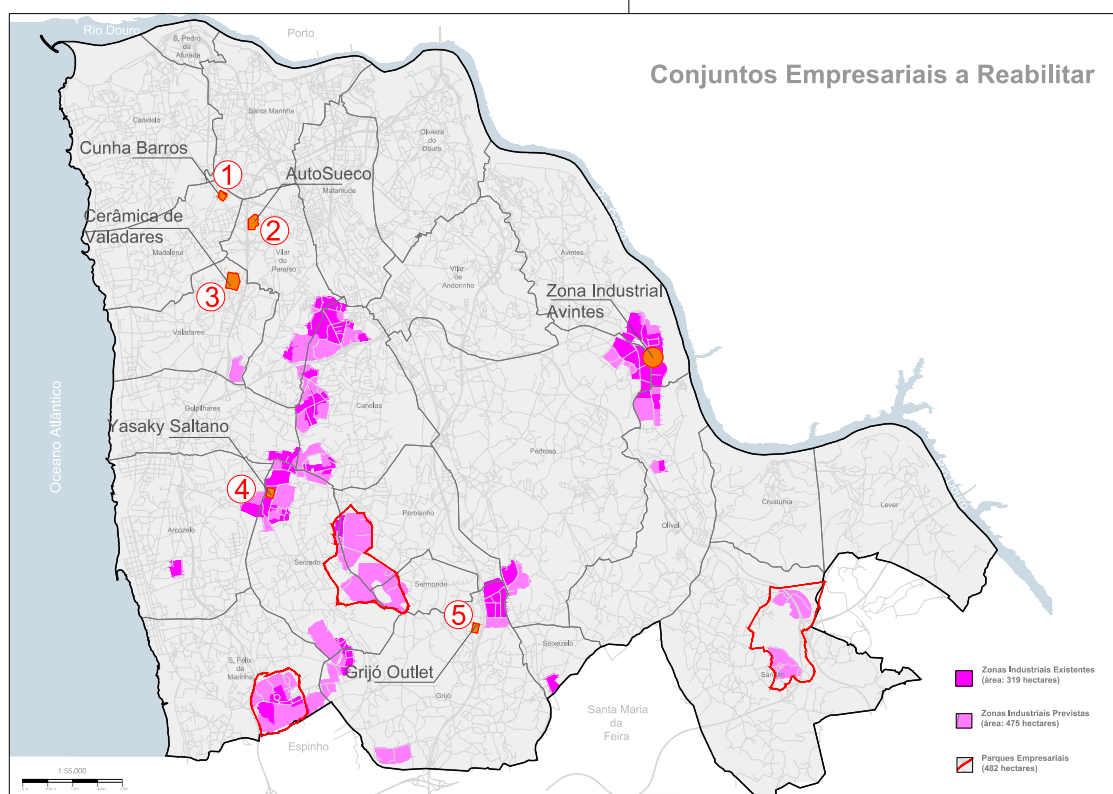 Rio Douro
Porto
S. Pedro
da
Afurada
Conjuntos Empresariais a Reabilitar
Santa Marinha
Canidelo
Oliveira
do
Douro
Cunha Barros
1
AutoSueco
Mafamude
Cerâmica de
Valadares
2
Madalena
Vilar
do
Paraíso
Avintes
Vilar
de
Andorinho
3
Zona Industrial
Avintes
Valadares
Oceano Atlântico
Gulpilhares
Canelas
Yasaky Saltano
Pedroso
4
Crestuma
Lever
Perosinho
Arcozelo
Olival
Serzedo
Sermonde
5
Seixezelo
S. Félix
da
Marinha
Grijó Outlet
Grijó
Santa Maria
da
Feira
Espinho
Zonas Industriais Existentes
(área: 319 hectares)
Zonas Industriais Previstas
(área: 475 hectares)
Parques Empresariais
(482 hectares)
1:55.000